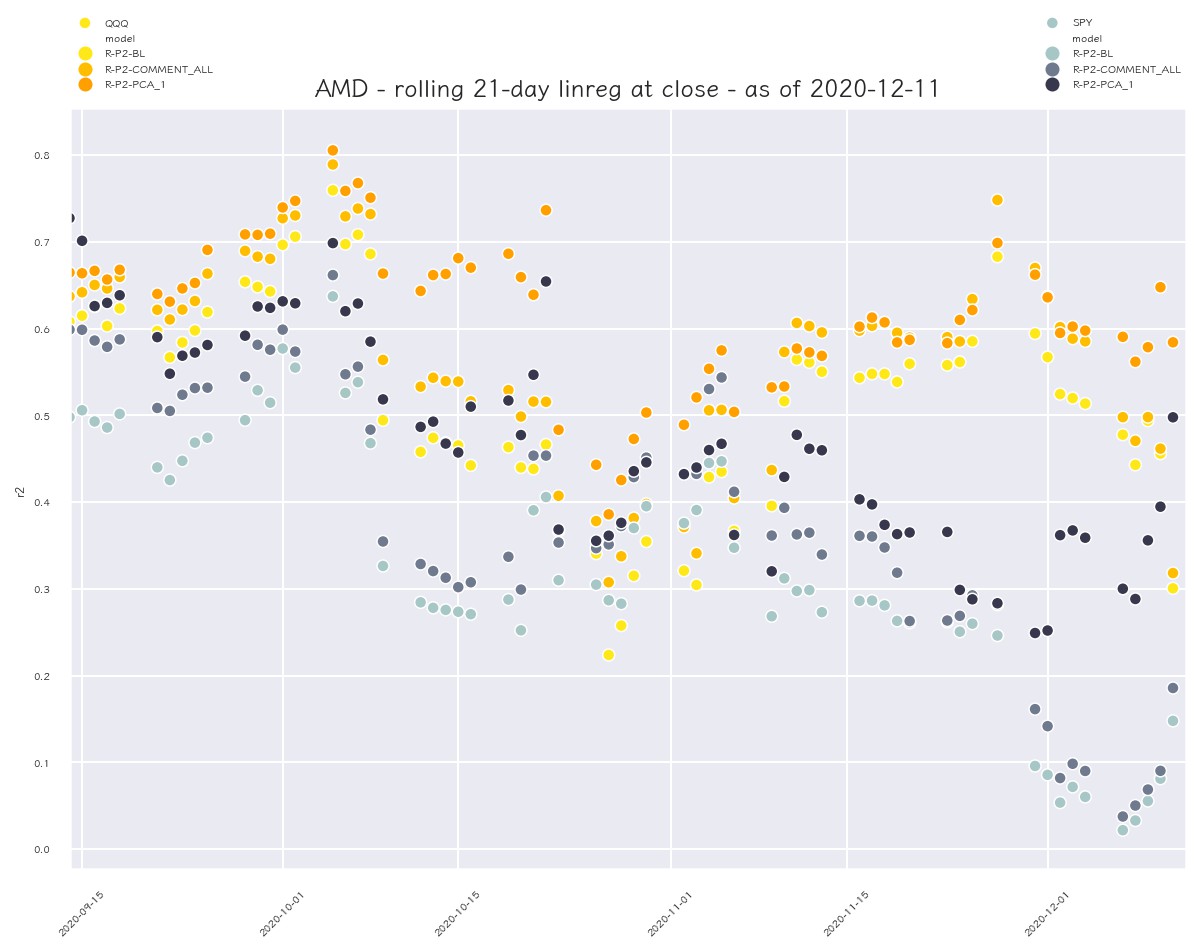 QQQ
model
R-P2-BL
R-P2-COMMENT_ALL
R-P2-PCA_1
SPY
model
R-P2-BL
R-P2-COMMENT_ALL
R-P2-PCA_1
AMD - rolling 21-day linreg at close - as of 2020-12-11
0.8
0.7
0.6
0.5
0.4
0.3
0.2
0.1
0.0
r2
2020-09-15
2020-10-01
2020-10-15
2020-11-01
2020-11-15
2020-12-01